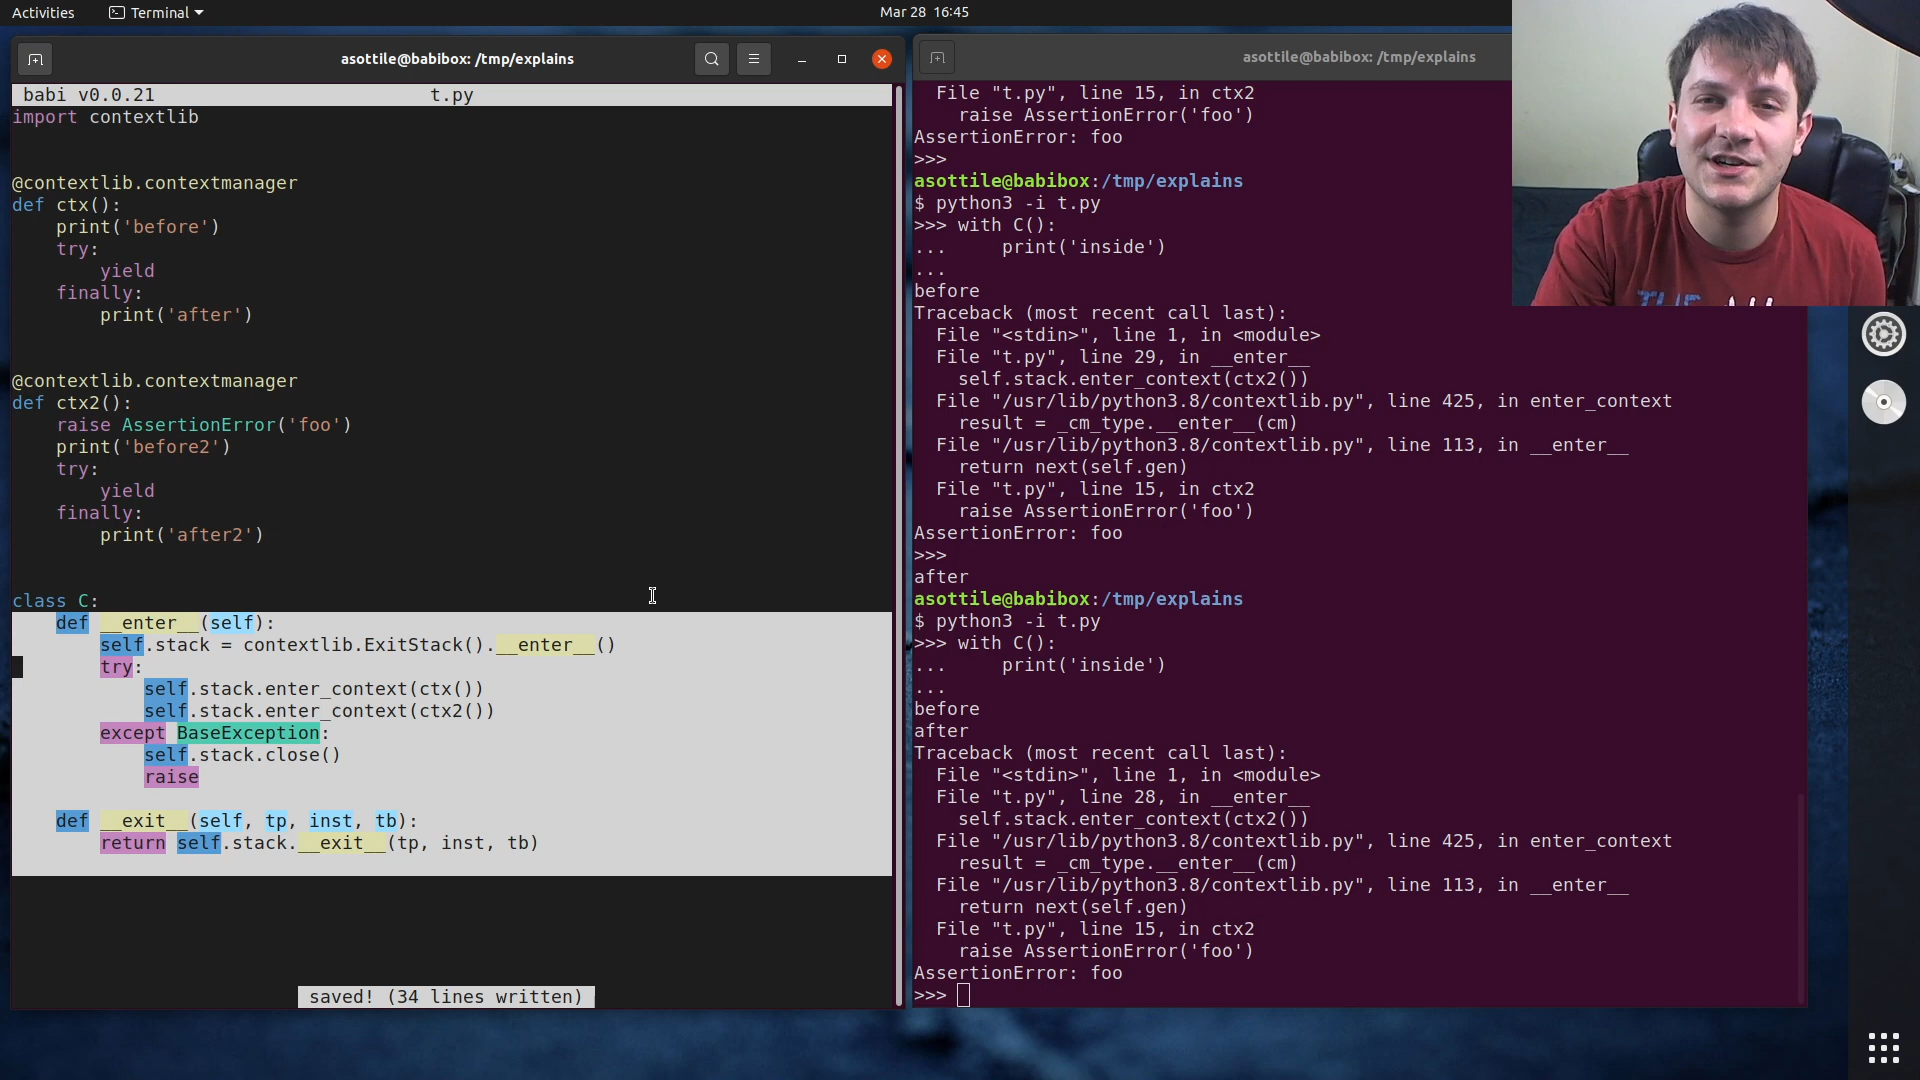 Activities
Terminal
Mar 28 16:45
asottile@babibox: /tmp/explains
babi v0.0.21 t.py
import contextlib
@contextlib.contextmanager
def ctx():
    print('before')
    try:
        yield
    finally:
        print('after')
@contextlib.contextmanager
def ctx2():
    raise AssertionError('foo')
    print('before2')
    try:
        yield
    finally:
        print('after2')
class C:
    def __enter__(self):
        self.stack = contextlib.ExitStack().__enter__()
        try:
            self.stack.enter_context(ctx())
            self.stack.enter_context(ctx2())
        except BaseException:
            self.stack.close()
            raise
    def __exit__(self, tp, inst, tb):
        return self.stack.__exit__(tp, inst, tb)
saved! (34 lines written)
asottile@babibox: /tmp/explains
  File "t.py", line 15, in ctx2
    raise AssertionError('foo')
AssertionError: foo
>>>
asottile@babibox:/tmp/explains
$ python3 -i t.py
>>> with C():
...     print('inside')
...
before
Traceback (most recent call last):
  File "<stdin>", line 1, in <module>
  File "t.py", line 29, in __enter__
    self.stack.enter_context(ctx2())
  File "/usr/lib/python3.8/contextlib.py", line 425, in enter_context
    result = _cm_type.__enter__(cm)
  File "/usr/lib/python3.8/contextlib.py", line 113, in __enter__
    return next(self.gen)
  File "t.py", line 15, in ctx2
    raise AssertionError('foo')
AssertionError: foo
>>>
after
asottile@babibox:/tmp/explains
$ python3 -i t.py
>>> with C():
...     print('inside')
...
before
after
Traceback (most recent call last):
  File "<stdin>", line 1, in <module>
  File "t.py", line 28, in __enter__
    self.stack.enter_context(ctx2())
  File "/usr/lib/python3.8/contextlib.py", line 425, in enter_context
    result = _cm_type.__enter__(cm)
  File "/usr/lib/python3.8/contextlib.py", line 113, in __enter__
    return next(self.gen)
  File "t.py", line 15, in ctx2
    raise AssertionError('foo')
AssertionError: foo
>>>